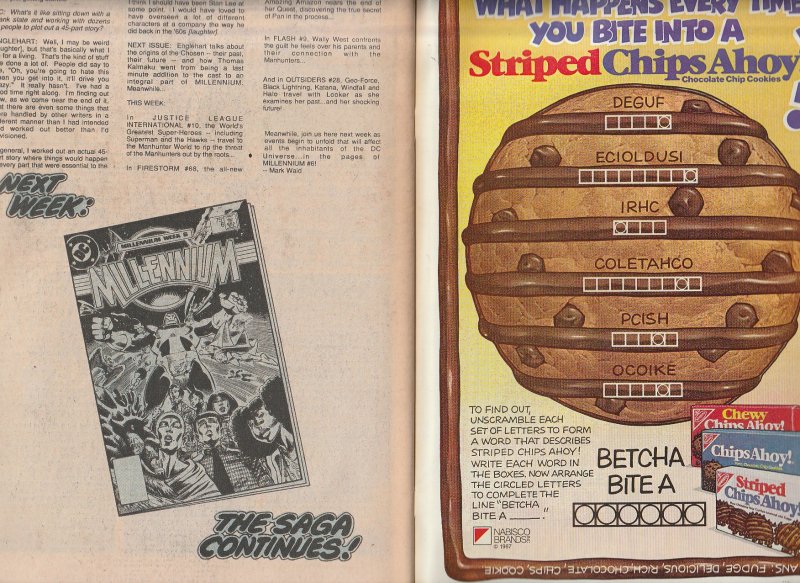 C: What's it like sitting down with a
ank slate and working with dozens
people to plot out a 45-part story?
NGLEHART: Well, I may be weird
aughter], but that's basically what I
for a living. That's the kind of stuff
e done a lot of. People did say to
e, "Oh, you're going to hate this
en you get into it, it'll drive you
azy." It really hasn't. I've had a
od time right along. I'm finding out
w, as we come near the end of it,
at there are even some things that
re handled by other writers in a
ferent manner than I had intended
d worked out better than I'd
visioned.
general, I worked out an actual 45-
rt story where things would happen
every part that were essential to the
I think I should have been Stan Lee at
some point. I would have loved to
have overseen a lot of different
characters at a company the way he
did back in the '60s [laughter].
NEXT ISSUE: Englehart talks about
the origins of the Chosen -- their past,
their future -- and how Thomas
Kalmaku went from being a last
minute addition to the cast to an
integral part of MILLENNIUM.
Meanwhile...
THIS WEEK:
In JUSTICE LEAGUE
INTERNATIONAL #10, the World's
Greatest Super-Heroes -- including
Superman and the Hawks -- travel to
the Manhunter World to rip the threat
of the Manhunters out by the roots...
In FIRESTORM #68, the all-new
Amazing Amazon nears the end of
her Quest, discovering the true secret
of Pan in the process...
In FLASH #9, Wally West confronts
the guilt he feels over his parents and
their connection with the
Manhunters...
And in OUTSIDERS #28, Geo-Force,
Black Lightning, Katana, Windfall and
Halo travel with Looker as she
examines her past...and her shocking
future!
Meanwhile, join us here next week as
events begin to unfold that will affect
all the inhabitants of the DC
Universe...in the pages of
MILLENNIUM #6!
-- Mark Waid
NEXT
WEEK:
DC
MILLENNIUM WEEK 6
MILLENNIUM
THE SAGA
CONTINUES!
WHAT HAPPENS EVERY TIME
YOU BITE INTO A
Striped Chips Ahoy
Chocolate Chip Cookies
?
DEGUF
ECIOLDUSI
IRHC
COLETAHCO
PCISH
OCOIKE
TO FIND OUT,
UNSCRAMBLE EACH
SET OF LETTERS TO FORM
A WORD THAT DESCRIBES
STRIPED CHIPS AHOY!
WRITE EACH WORD IN
THE BOXES. NOW ARRANGE
THE CIRCLED LETTERS
TO COMPLETE THE
LINE "BETCHA
BITE A ______."
NABISCO
BRANDS
© 1987
BETCHA
BITE A
Chewy
Chips Ahoy!
Chips Ahoy!
Striped
Chips Ahoy!
ANS: FUDGE, DELICIOUS, RICH, CHOCOLATE, CHIPS, COOKIE